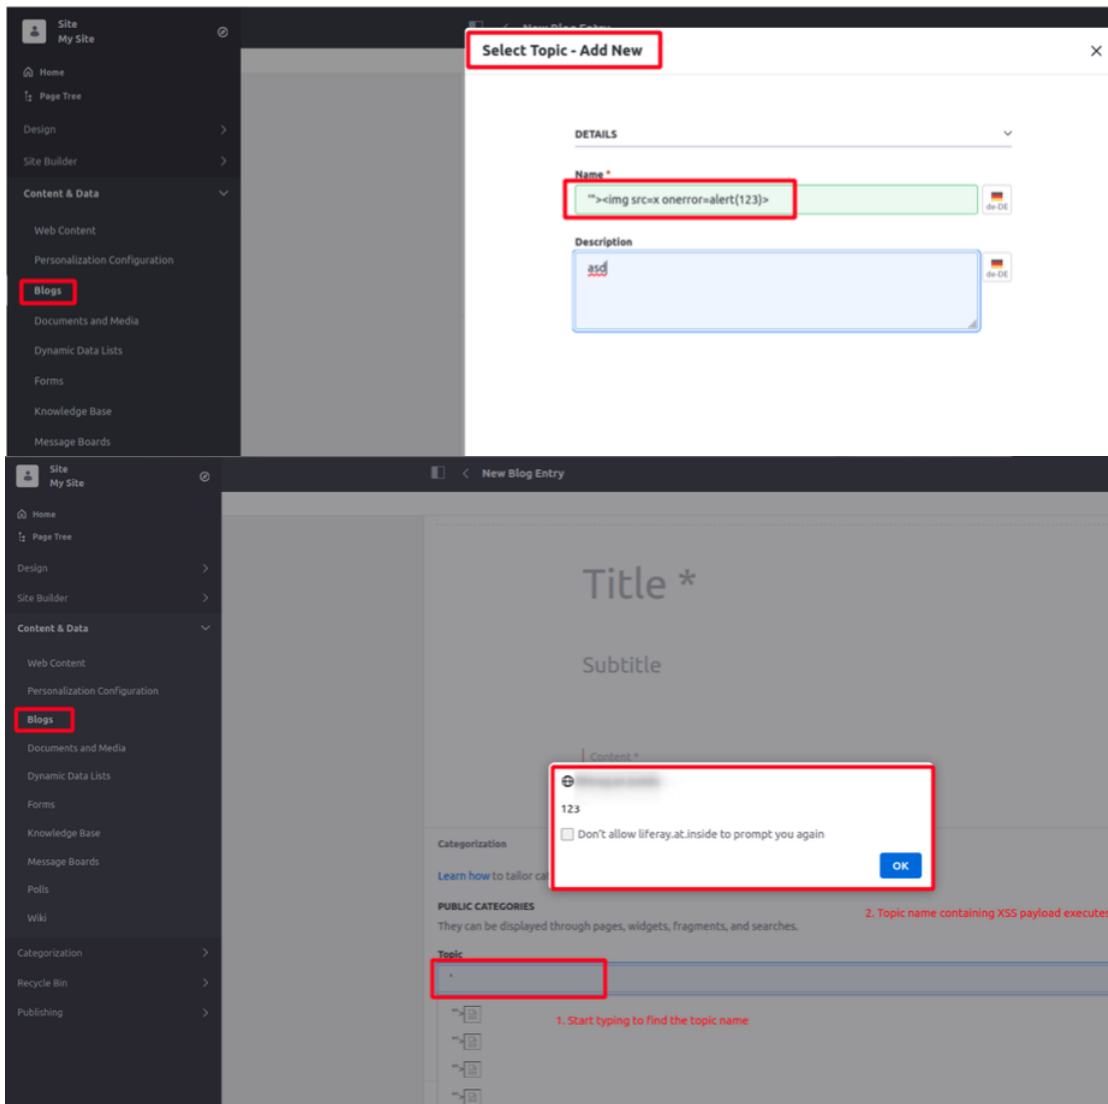 Site
My Site
New Blog Entry
Select Topic - Add New
Home
Page Tree
Design
Site Builder
Content & Data
Web Content
Personalization Configuration
Blogs
Documents and Media
Dynamic Data Lists
Forms
Knowledge Base
Message Boards
DETAILS
Name *
'"><img src=x onerror=alert(123)>
de-DE
Description
asd
de-DE
Site
My Site
New Blog Entry
Home
Page Tree
Design
Site Builder
Content & Data
Web Content
Personalization Configuration
Blogs
Documents and Media
Dynamic Data Lists
Forms
Knowledge Base
Message Boards
Polls
Wiki
Categorization
Recycle Bin
Publishing
Title *
Subtitle
Content *
123
Don't allow liferay.at.inside to prompt you again
OK
Categorization
Learn how to tailor cat
PUBLIC CATEGORIES
They can be displayed through pages, widgets, fragments, and searches.
2. Topic name containing XSS payload executes
Topic
'
1. Start typing to find the topic name
'">
'">
'">
'">